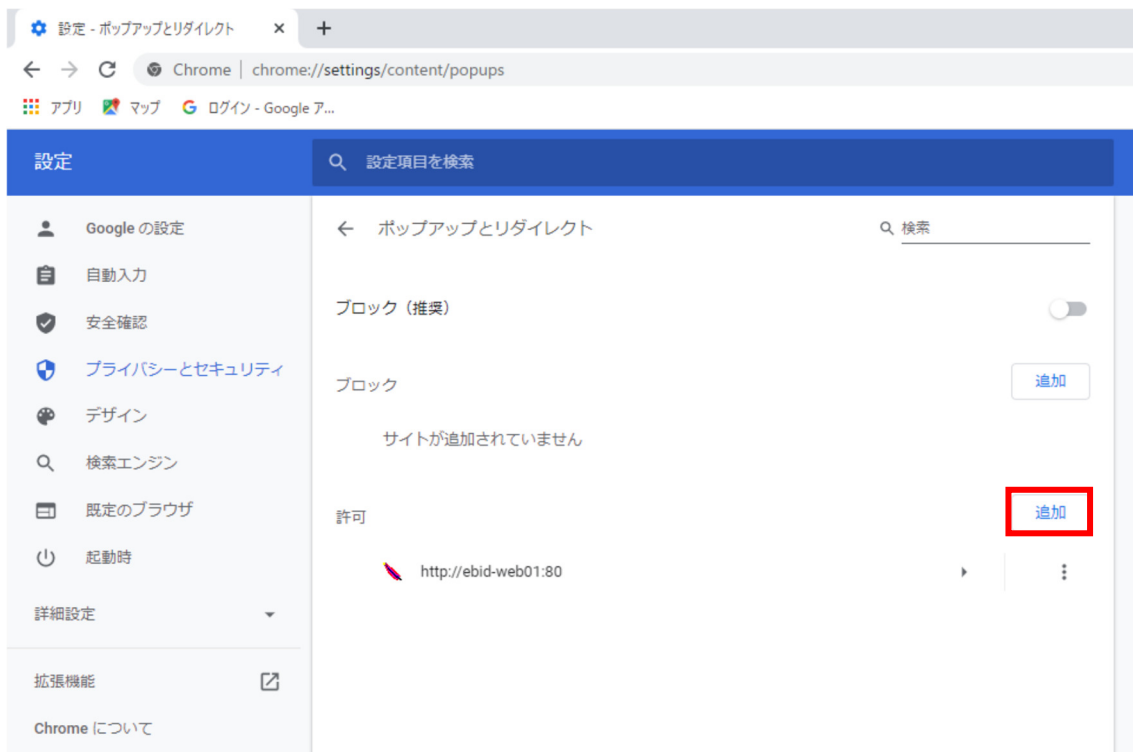 設定 - ポップアップとリダイレクト
Chrome | chrome://settings/content/popups
アプリ マップ ログイン - Google ア...
設定
設定項目を検索
Google の設定
自動入力
安全確認
プライバシーとセキュリティ
デザイン
検索エンジン
既定のブラウザ
起動時
詳細設定
拡張機能
Chrome について
ポップアップとリダイレクト
検索
ブロック（推奨）
ブロック
追加
サイトが追加されていません
許可
追加
http://ebid-web01:80